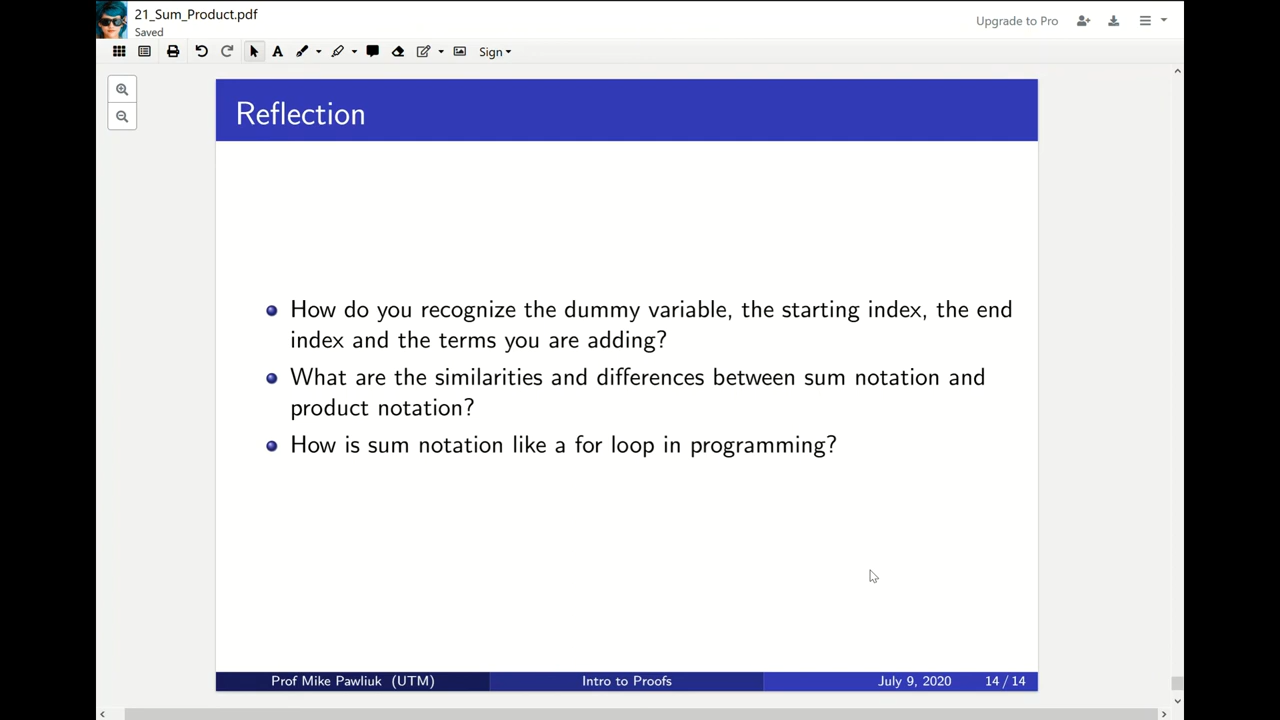 21_Sum_Product.pdf
Saved
Upgrade to Pro
A
Sign
Reflection
How do you recognize the dummy variable, the starting index, the end
index and the terms you are adding?
What are the similarities and differences between sum notation and
product notation?
How is sum notation like a for loop in programming?
Prof Mike Pawliuk (UTM) Intro to Proofs July 9, 2020 14 / 14